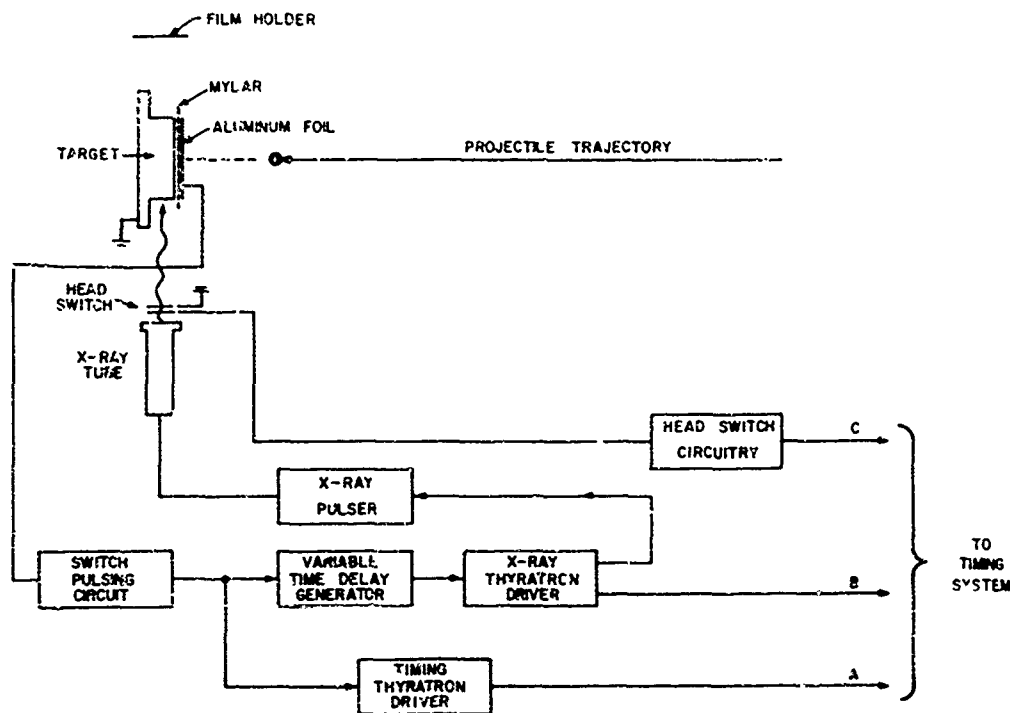 FILM HOLDER
MYLAR
ALUMINUM FOIL
TARGET
PROJECTILE TRAJECTORY
HEAD
SWITCH
X-RAY
TUBE
HEAD SWITCH
CIRCUITRY
C
X-RAY
PULSER
SWITCH
PULSING
CIRCUIT
VARIABLE
TIME DELAY
GENERATOR
X-RAY
THYRATRON
DRIVER
B
TO
TIMING
SYSTEM
TIMING
THYRATRON
DRIVER
A